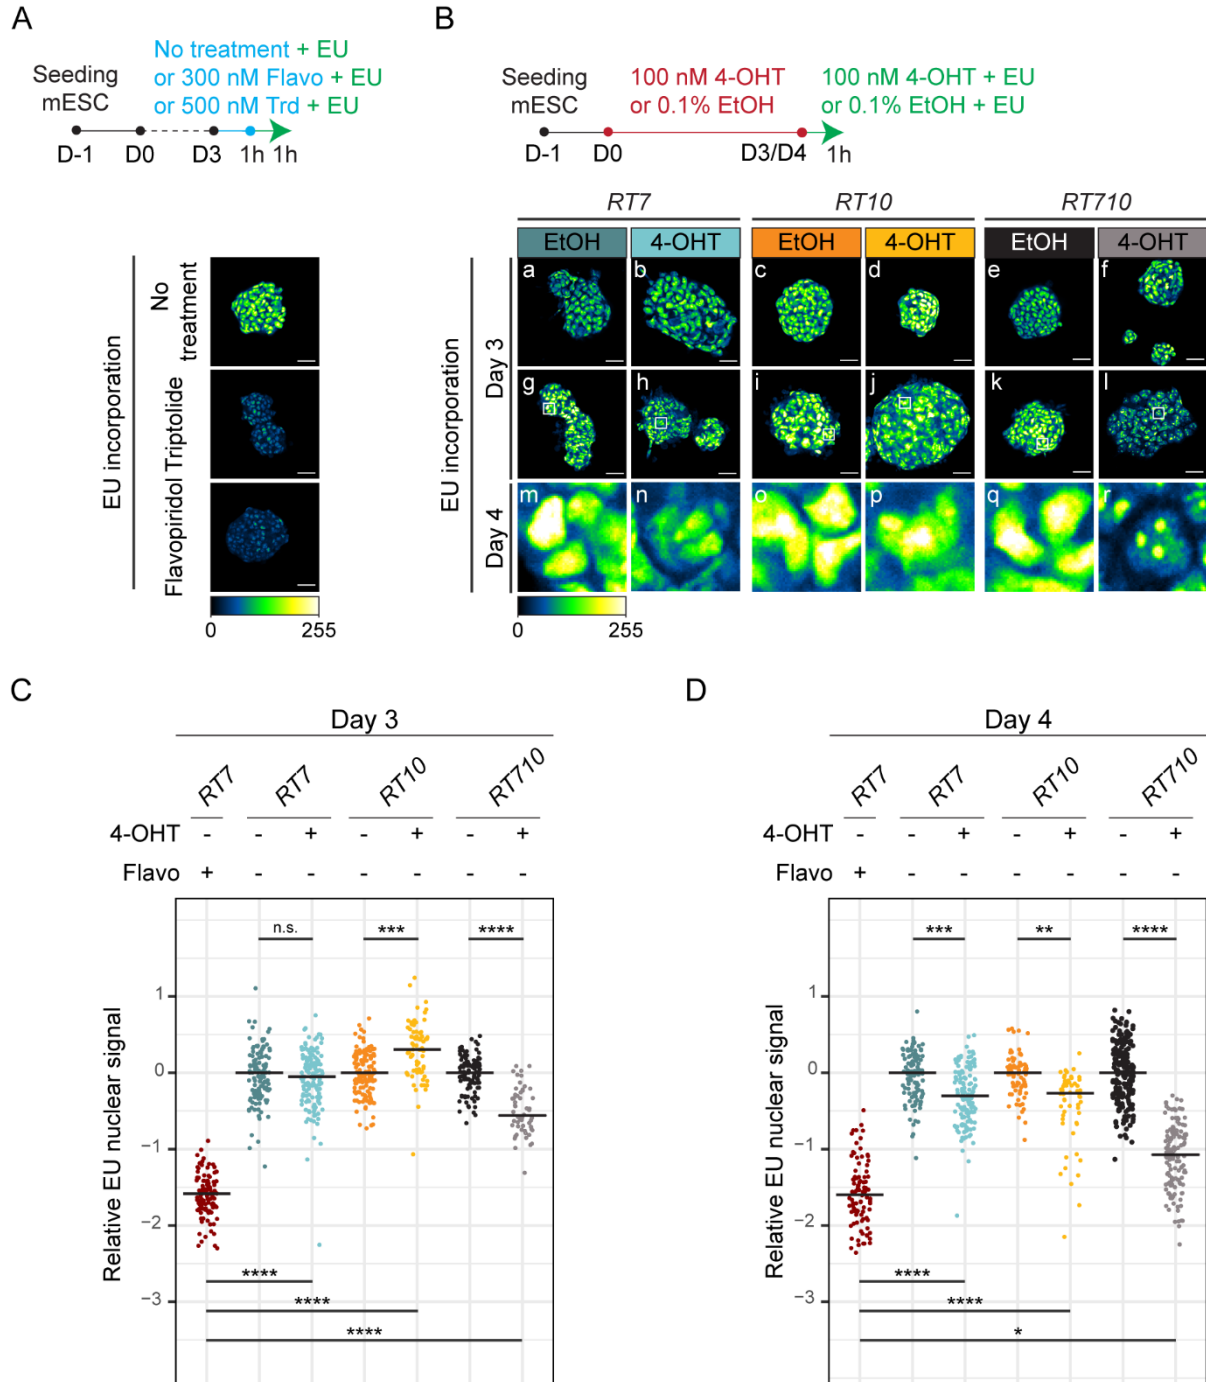 A
No treatment + EU
or 300 nM Flavo + EU
or 500 nM Trd + EU
Seeding
mESC
D-1
D0
D3
1h
1h
EU incorporation
No
treatment
Triptolide
Flavopiridol
0
255
B
Seeding
mESC
100 nM 4-OHT
or 0.1% EtOH
100 nM 4-OHT + EU
or 0.1% EtOH + EU
D-1
D0
D3/D4
1h
RT7
RT10
RT710
EtOH
4-OHT
EtOH
4-OHT
EtOH
4-OHT
EU incorporation
Day 3
Day 4
a
b
c
d
e
f
g
h
i
j
k
l
m
n
o
p
q
r
0
255
C
Day 3
RT7
RT7
RT10
RT710
4-OHT - - + - + - +
Flavo + - - - - - -
n.s.
***
****
Relative EU nuclear signal
1
0
−1
−2
−3
****
****
****
D
Day 4
RT7
RT7
RT10
RT710
4-OHT - - + - + - +
Flavo + - - - - - -
***
**
****
Relative EU nuclear signal
1
0
−1
−2
−3
****
****
*